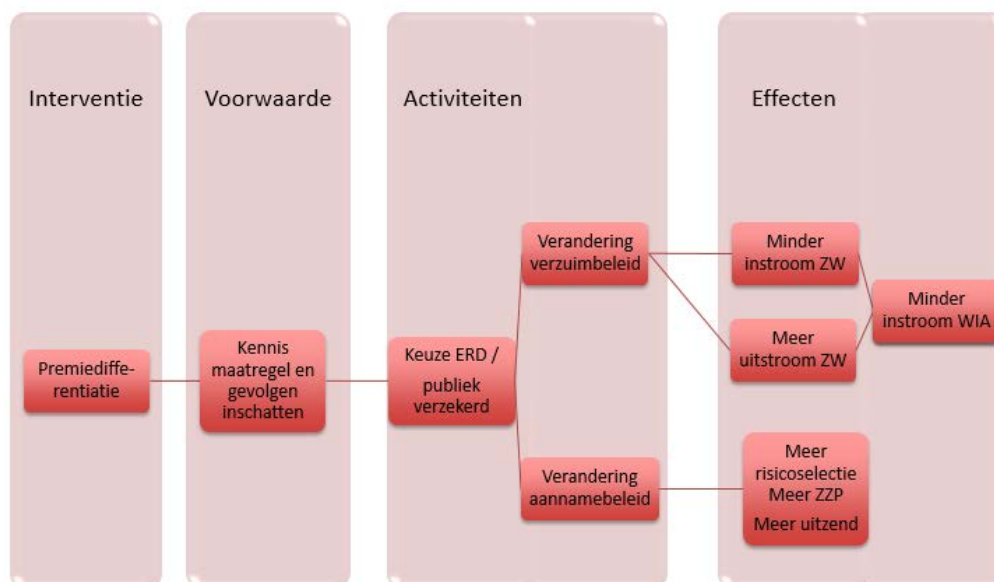 Interventie
Voorwaarde
Activiteiten
Effecten
Premiediffe-
rentiatie
Kennis
maatregel en
gevolgen
inschatten
Keuze ERD /
publiek
verzekerd
Verandering
verzuimbeleid
Verandering
aannamebeleid
Minder
instroom ZW
Meer
uitstroom ZW
Meer
risicoselectie
Meer ZZP
Meer uitzend
Minder
instroom WIA